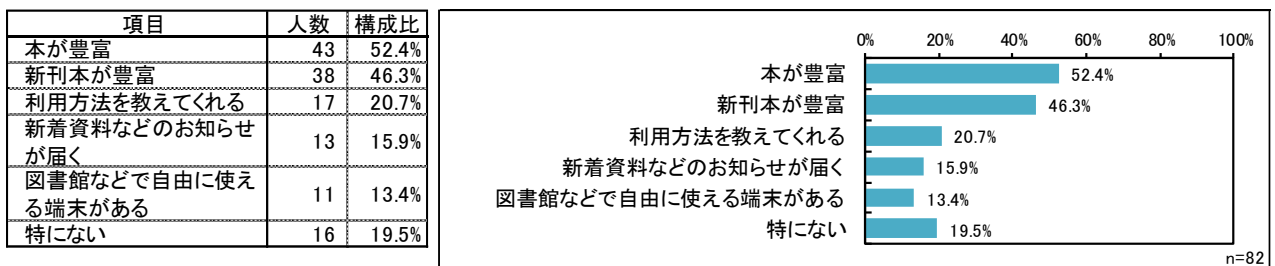 項目 人数 構成比
本が豊富 43 52.4%
新刊本が豊富 38 46.3%
利用方法を教えてくれる 17 20.7%
新着資料などのお知らせ
が届く 13 15.9%
図書館などで自由に使え
る端末がある 11 13.4%
特にない 16 19.5%
0% 20% 40% 60% 80% 100%
本が豊富 52.4%
新刊本が豊富 46.3%
利用方法を教えてくれる 20.7%
新着資料などのお知らせが届く 15.9%
図書館などで自由に使える端末がある 13.4%
特にない 19.5%
n=82